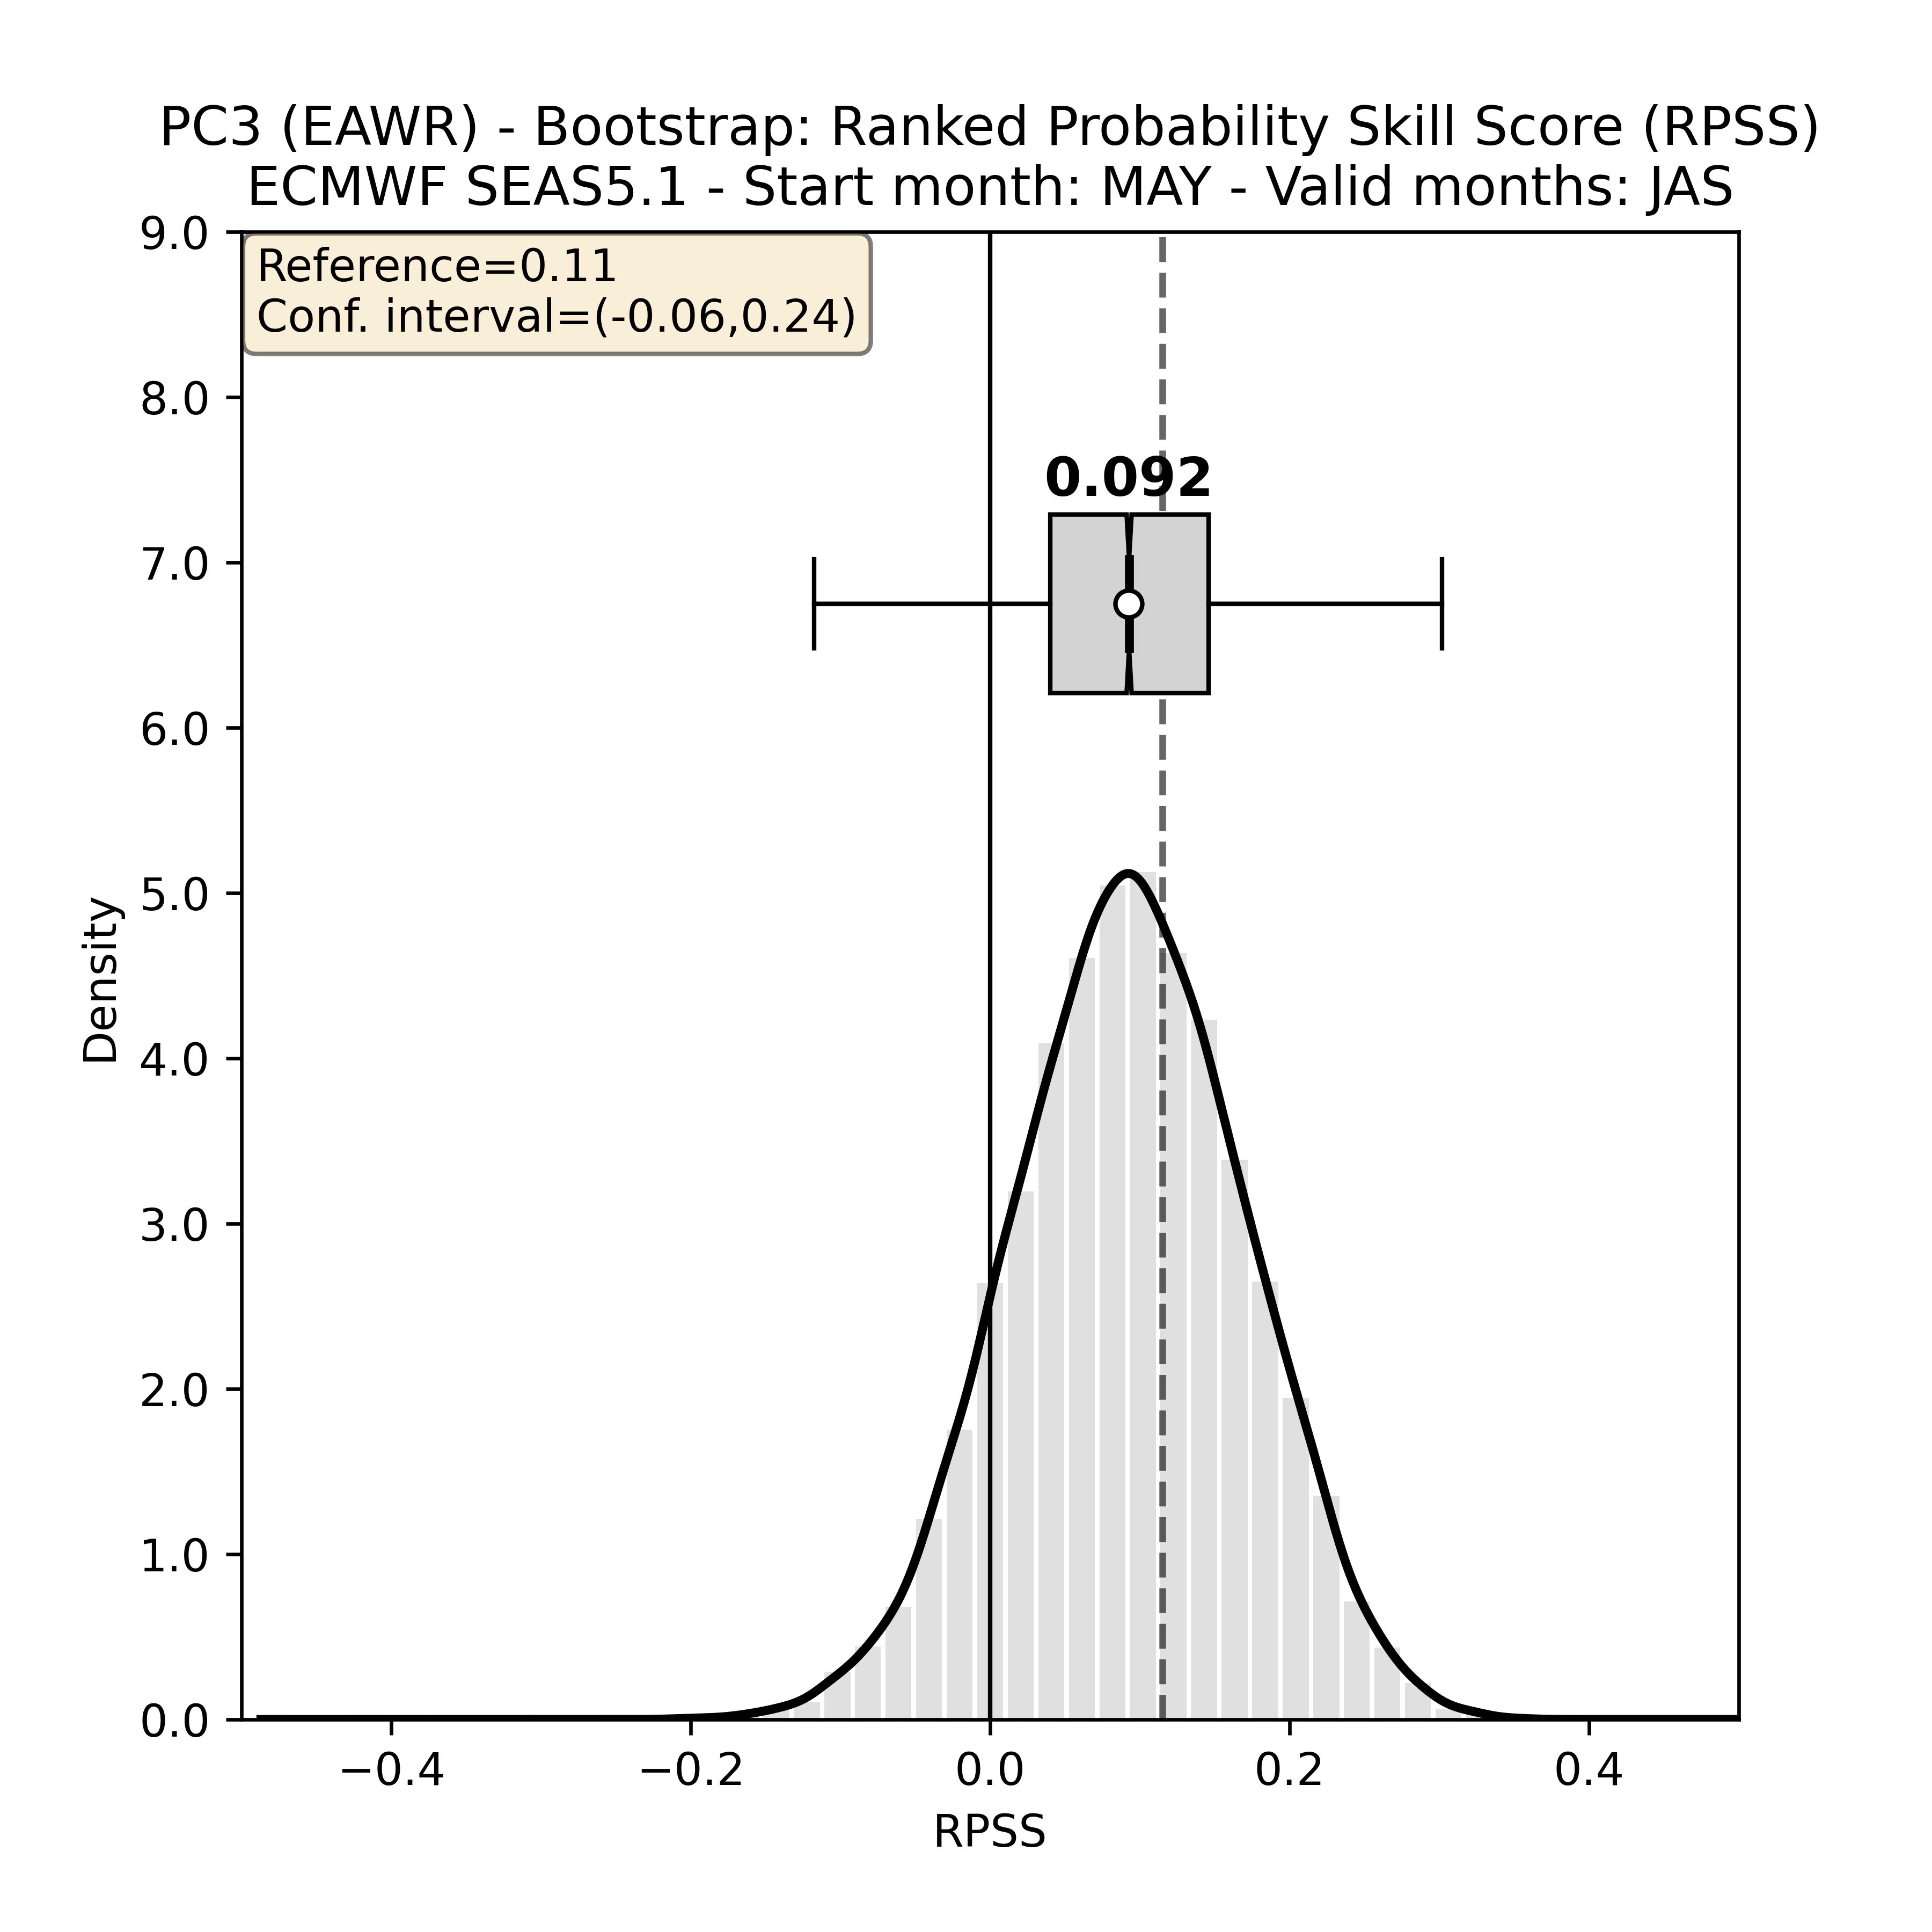 PC3 (EAWR) - Bootstrap: Ranked Probability Skill Score (RPSS)
ECMWF SEAS5.1 - Start month: MAY - Valid months: JAS
Reference=0.11
Conf. interval=(-0.06,0.24)
0.092
9.0
8.0
7.0
6.0
5.0
4.0
3.0
2.0
1.0
0.0
Density
−0.4 −0.2 0.0 0.2 0.4
RPSS